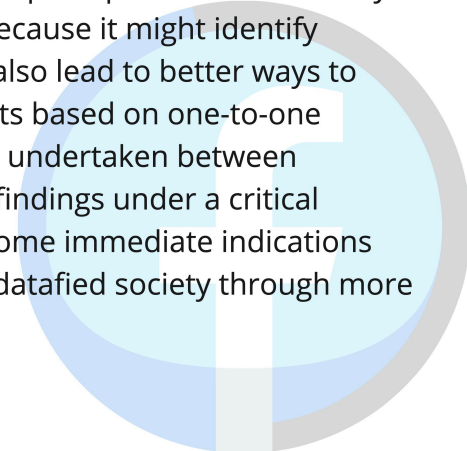 ecause it might identify
also lead to better ways to
ts based on one-to-one
undertaken between
findings under a critical
ome immediate indications
datafied society through more